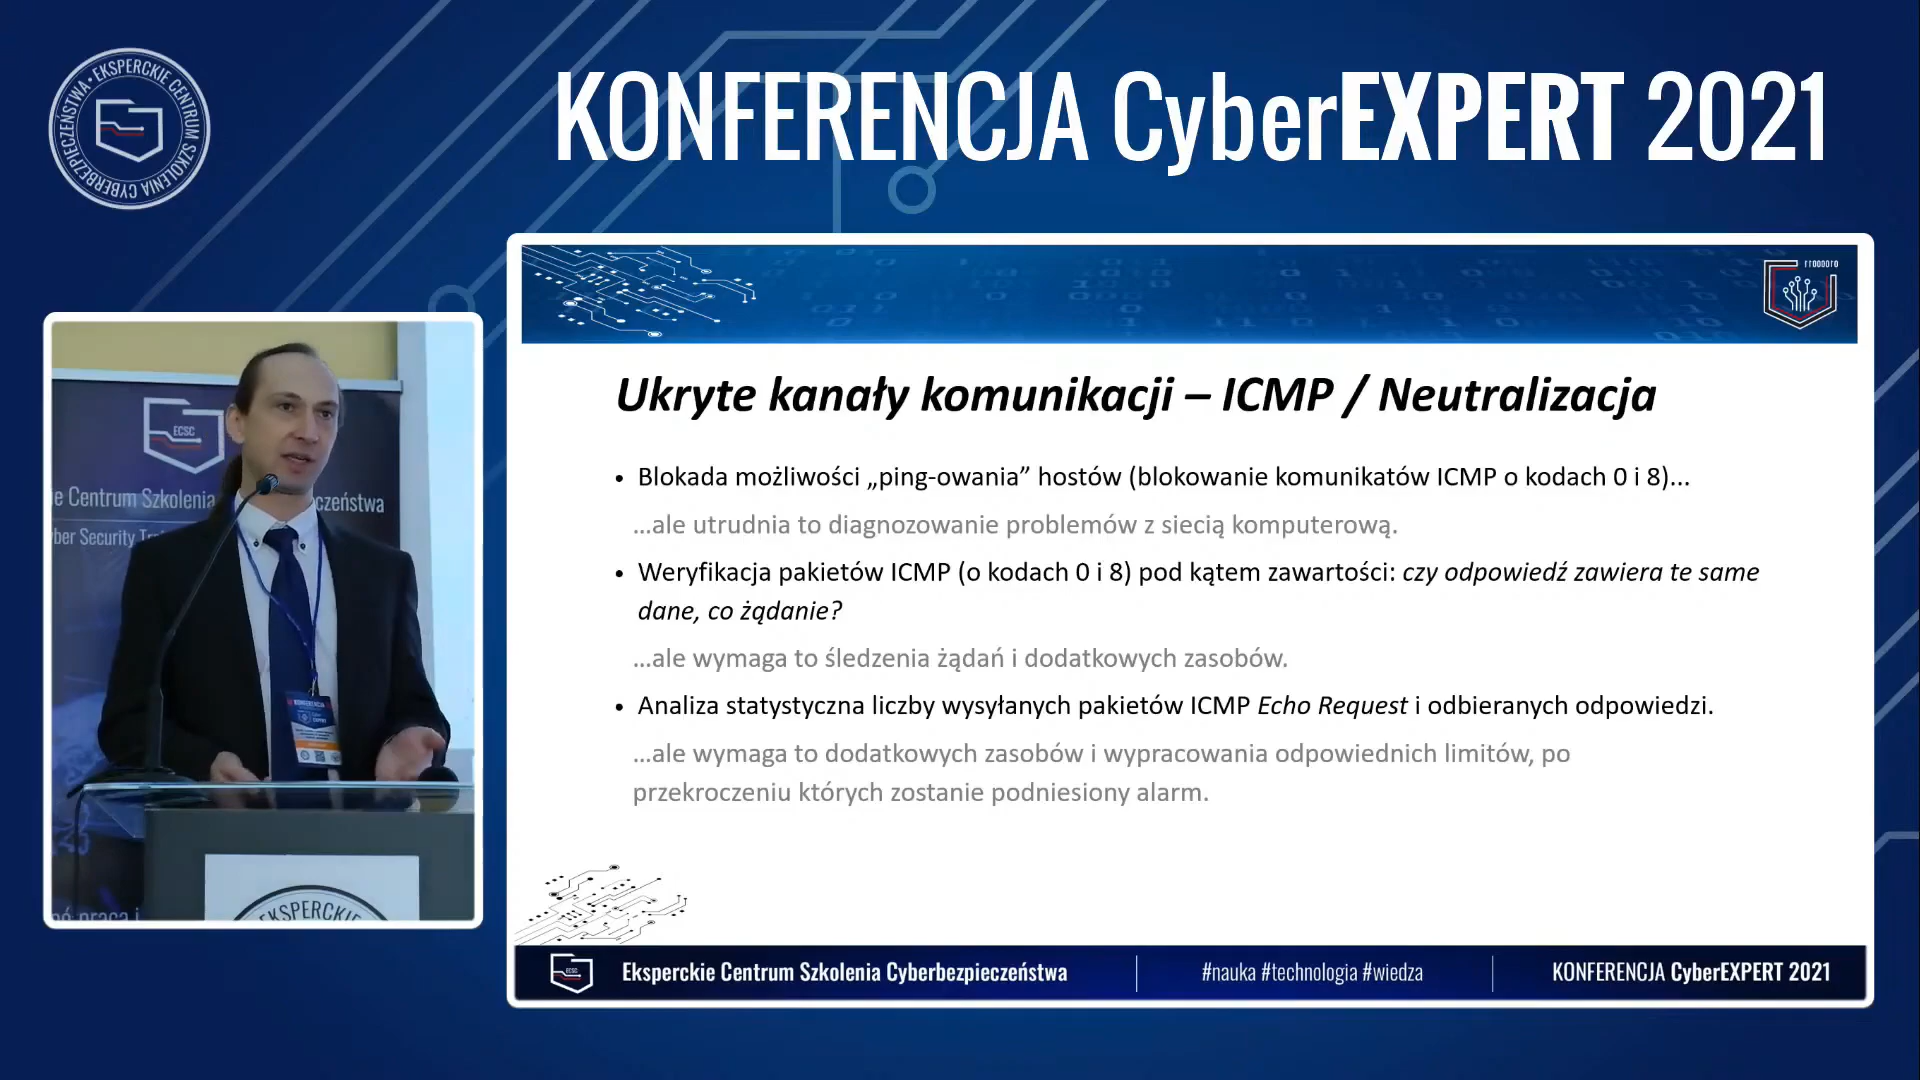 EKSPERCKIE CENTRUM SZKOLENIA CYBERBEZPIECZEŃSTWA •
KONFERENCJA CyberEXPERT 2021
11000010
Ukryte kanały komunikacji – ICMP / Neutralizacja
• Blokada możliwości „ping-owania” hostów (blokowanie komunikatów ICMP o kodach 0 i 8)...
...ale utrudnia to diagnozowanie problemów z siecią komputerową.
• Weryfikacja pakietów ICMP (o kodach 0 i 8) pod kątem zawartości: czy odpowiedź zawiera te same
dane, co żądanie?
...ale wymaga to śledzenia żądań i dodatkowych zasobów.
• Analiza statystyczna liczby wysyłanych pakietów ICMP Echo Request i odbieranych odpowiedzi.
...ale wymaga to dodatkowych zasobów i wypracowania odpowiednich limitów, po
przekroczeniu których zostanie podniesiony alarm.
ECSC
Eksperckie Centrum Szkolenia Cyberbezpieczeństwa
#nauka #technologia #wiedza
KONFERENCJA CyberEXPERT 2021
ECSC
e Centrum Szkolenia czeństwa
ber Security
KONFERENCJA
EKSPERCKIE